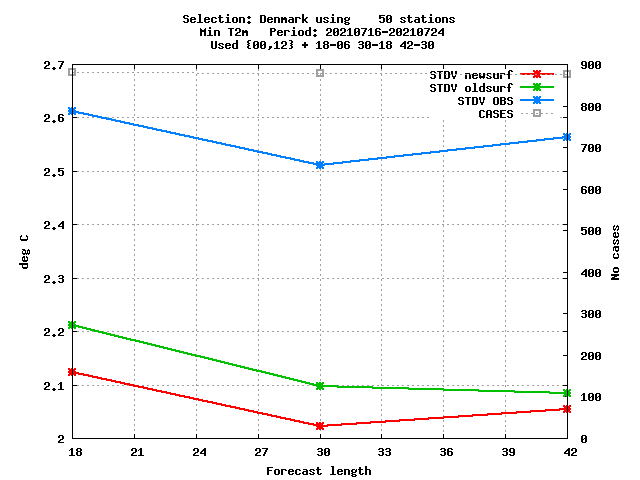 Selection: Denmark using    50 stations
Min T2m   Period: 20210716-20210724
Used {00,12} + 18-06 30-18 42-30
STDV newsurf
STDV oldsurf
STDV OBS
CASES
2.7
2.6
2.5
2.4
2.3
2.2
2.1
2
deg C
900
800
700
600
500
400
300
200
100
0
No cases
18 21 24 27 30 33 36 39 42
Forecast length